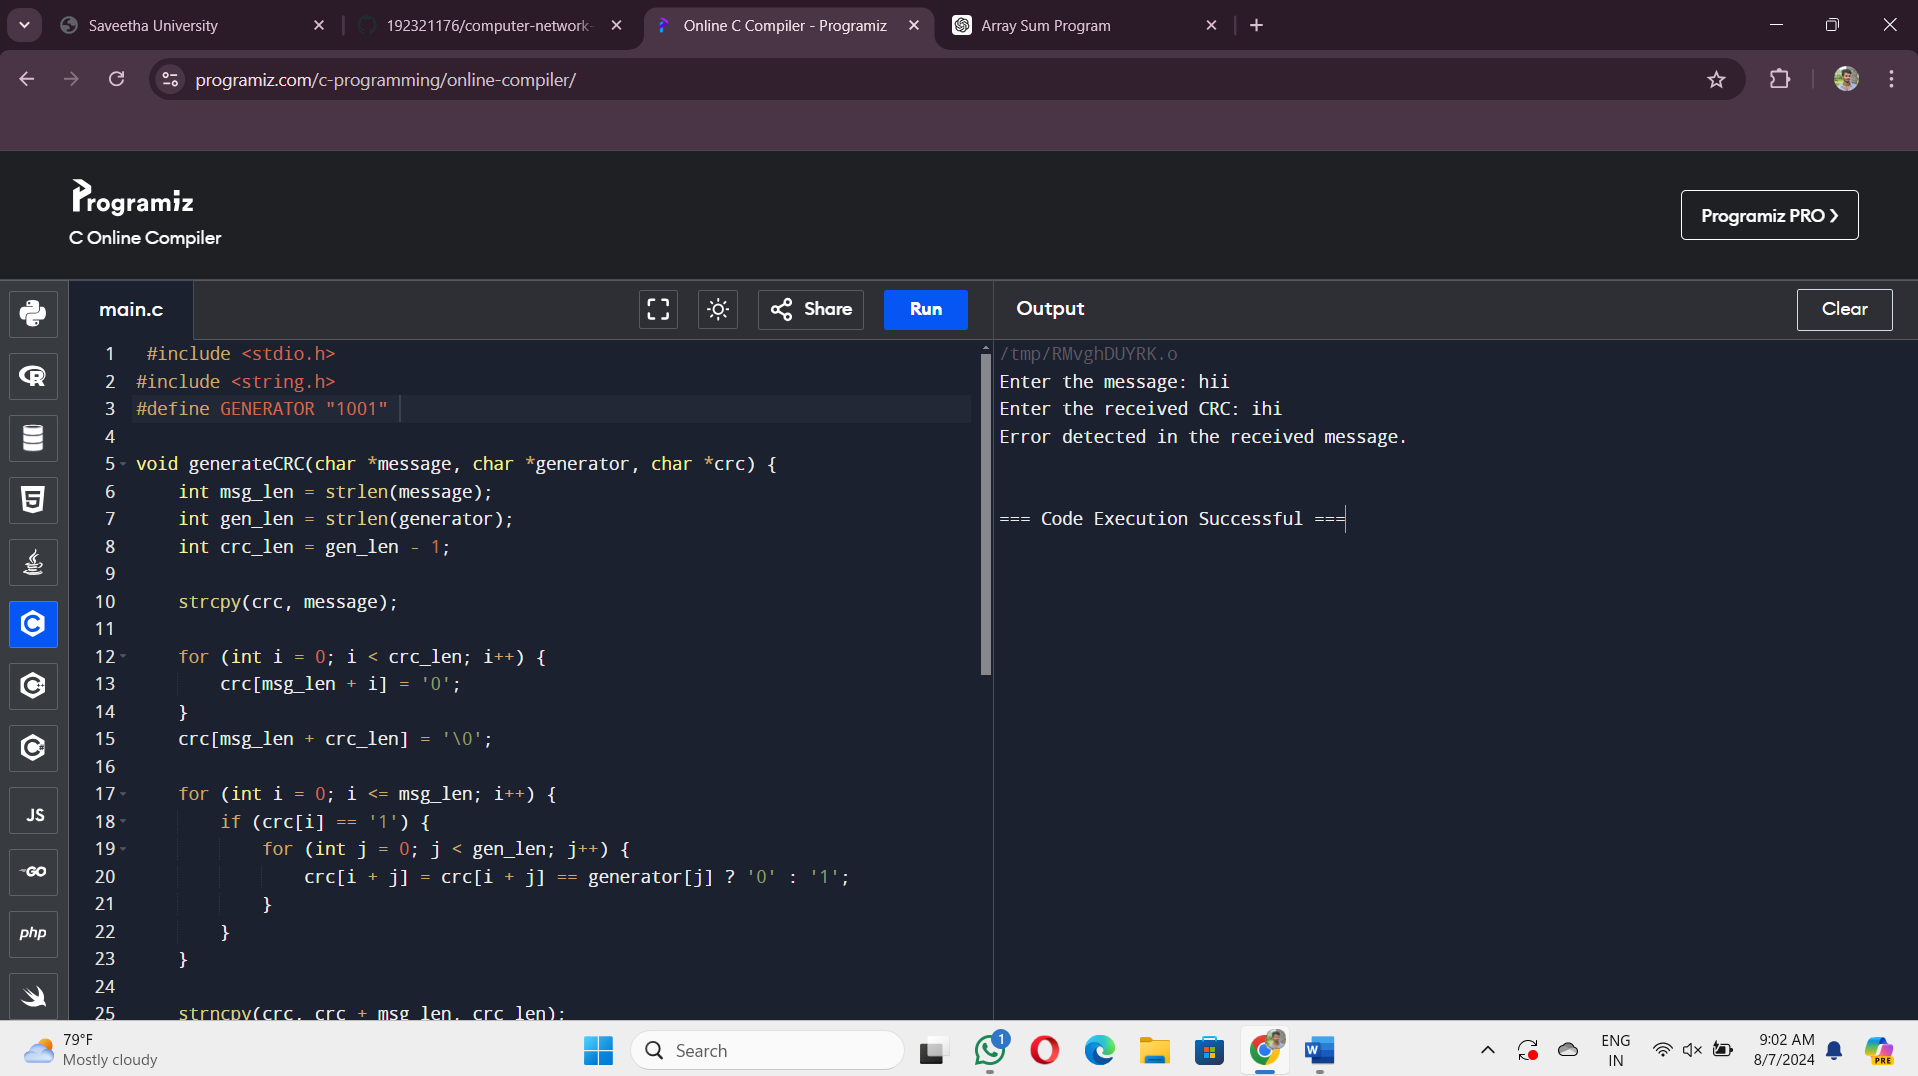 Saveetha University
192321176/computer-network-
Online C Compiler - Programiz
Array Sum Program
programiz.com/c-programming/online-compiler/
Programiz
C Online Compiler
Programiz PRO
main.c
Share
Run
Output
Clear
1 #include <stdio.h>
2 #include <string.h>
3 #define GENERATOR "1001"
4
5 void generateCRC(char *message, char *generator, char *crc) {
6 int msg_len = strlen(message);
7 int gen_len = strlen(generator);
8 int crc_len = gen_len - 1;
9
10 strcpy(crc, message);
11
12 for (int i = 0; i < crc_len; i++) {
13 crc[msg_len + i] = '0';
14 }
15 crc[msg_len + crc_len] = '\0';
16
17 for (int i = 0; i <= msg_len; i++) {
18 if (crc[i] == '1') {
19 for (int j = 0; j < gen_len; j++) {
20 crc[i + j] = crc[i + j] == generator[j] ? '0' : '1';
21 }
22 }
23 }
24
25 strncpy(crc, crc + msg_len, crc_len);
/tmp/RMvghDUYRK.o
Enter the message: hii
Enter the received CRC: ihi
Error detected in the received message.
=== Code Execution Successful ===
JS
GO
php
79°F
Mostly cloudy
Search
1
ENG
IN
9:02 AM
8/7/2024
PRE